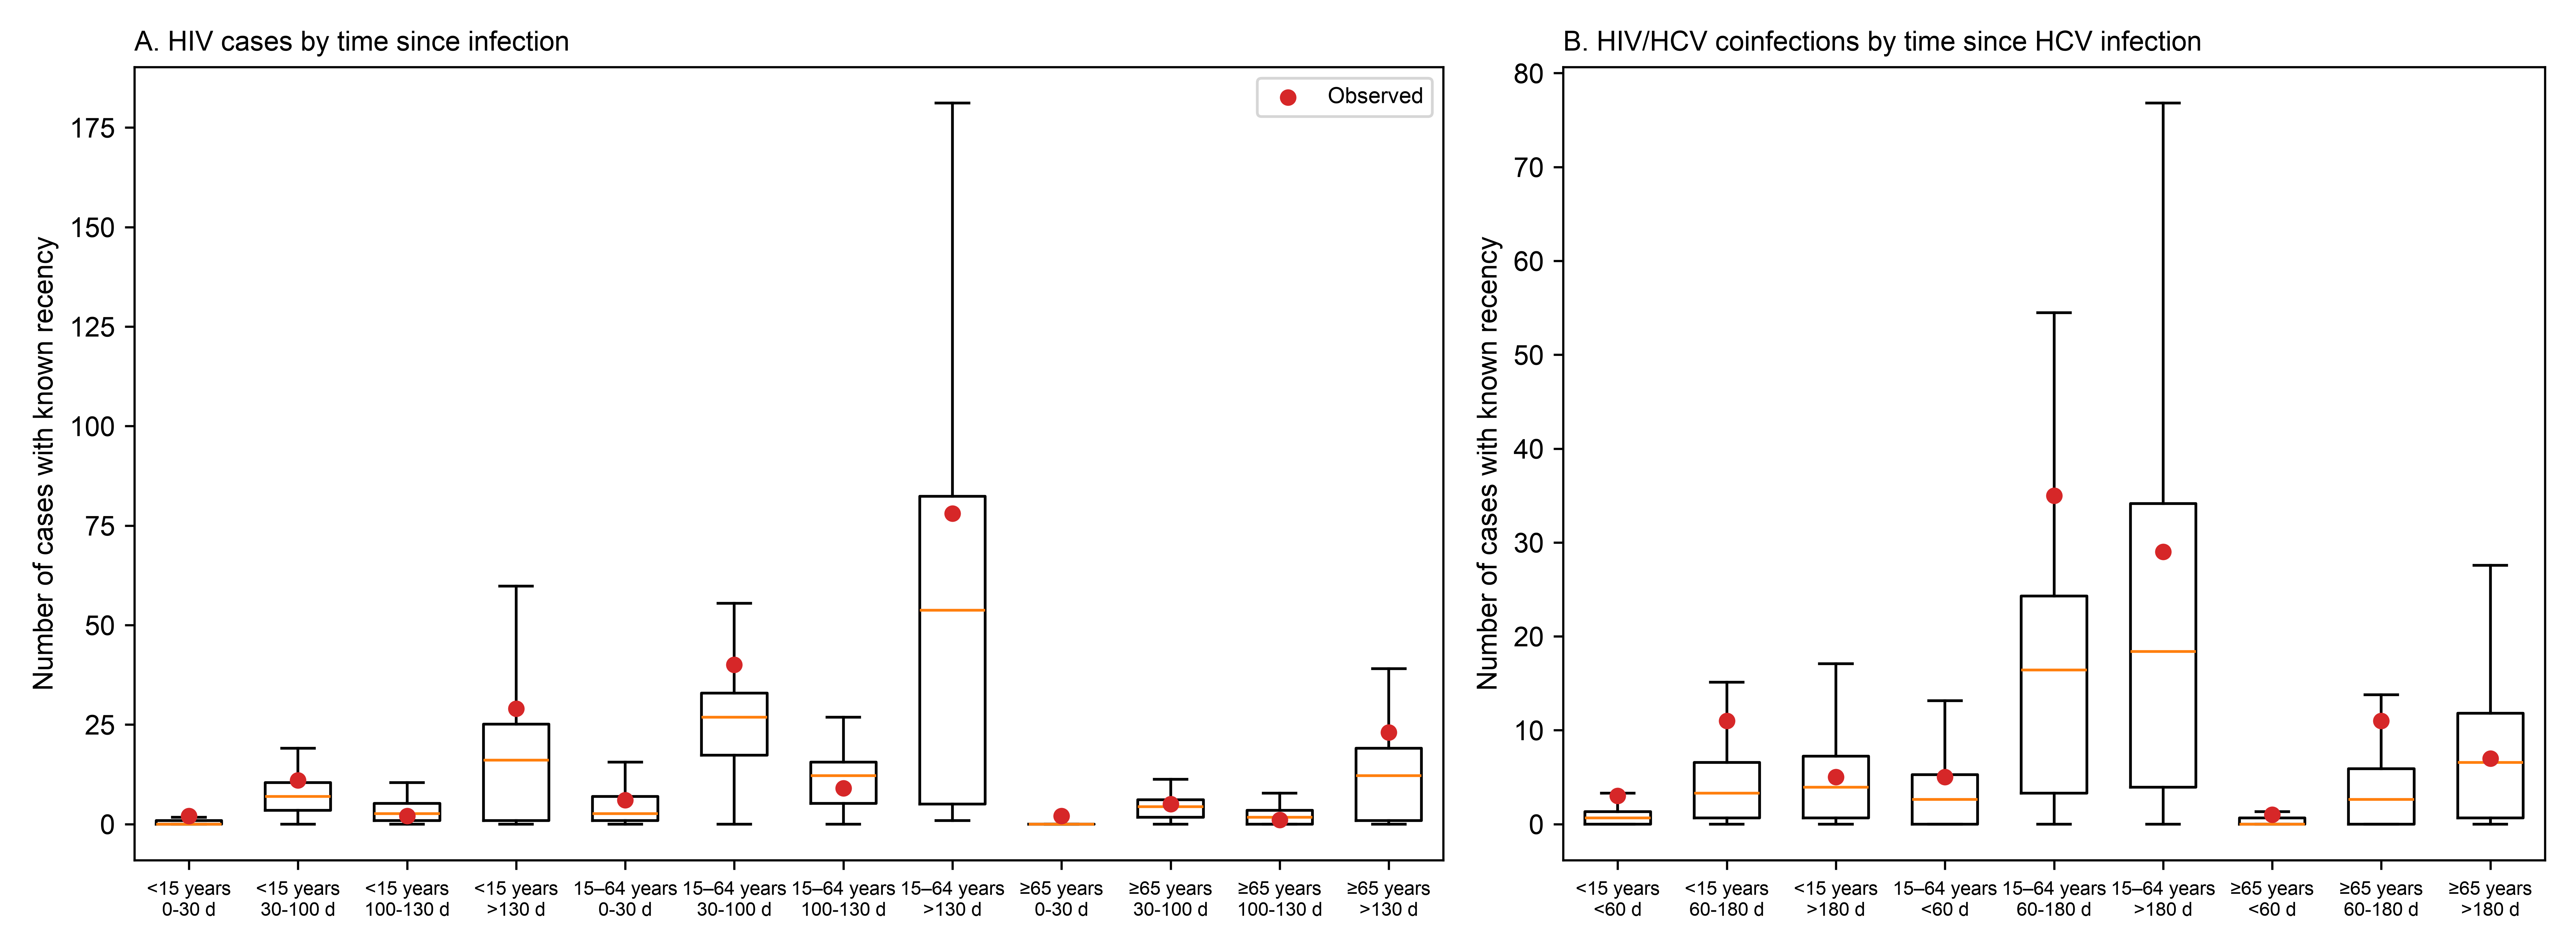 A. HIV cases by time since infection
Observed
Number of cases with known recency
175
150
125
100
75
50
25
0
<15 years
0-30 d
<15 years
30-100 d
<15 years
100-130 d
<15 years
>130 d
15–64 years
0-30 d
15–64 years
30-100 d
15–64 years
100-130 d
15–64 years
>130 d
≥65 years
0-30 d
≥65 years
30-100 d
≥65 years
100-130 d
≥65 years
>130 d
B. HIV/HCV coinfections by time since HCV infection
Number of cases with known recency
80
70
60
50
40
30
20
10
0
<15 years
<60 d
<15 years
60-180 d
<15 years
>180 d
15–64 years
<60 d
15–64 years
60-180 d
15–64 years
>180 d
≥65 years
<60 d
≥65 years
60-180 d
≥65 years
>180 d